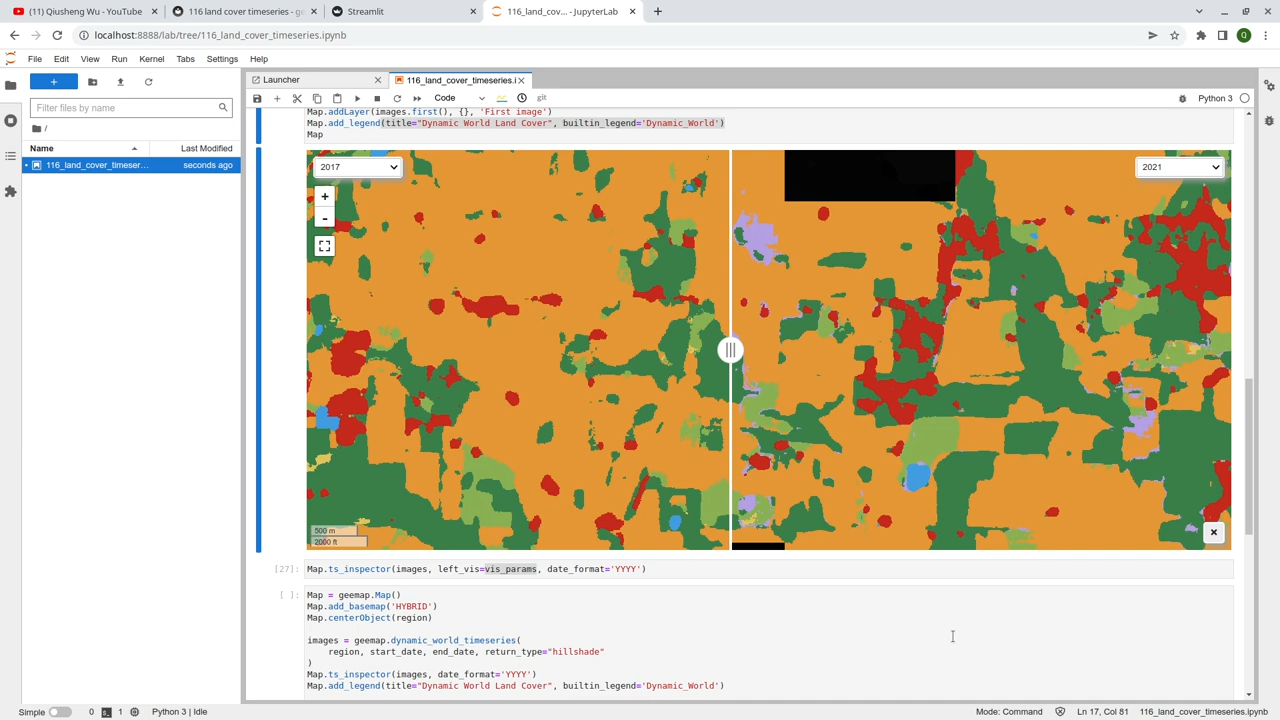 (11) Qiusheng Wu - YouTube
116 land cover timeseries - ge
Streamlit
116_land_cov... - JupyterLab
localhost:8888/lab/tree/116_land_cover_timeseries.ipynb
Q
File Edit View Run Kernel Tabs Settings Help
Launcher
116_land_cover_timeseries.i
Code
git
Python 3
Filter files by name
/
Name Last Modified
116_land_cover_timeser... seconds ago
Map.addLayer(images.first(), {}, 'First image')
Map.add_legend(title="Dynamic World Land Cover", builtin_legend='Dynamic_World')
Map
2017
2021
+
-
500 m
2000 ft
[27]: Map.ts_inspector(images, left_vis=vis_params, date_format='YYYY')
[ ]: Map = geemap.Map()
Map.add_basemap('HYBRID')
Map.centerObject(region)
images = geemap.dynamic_world_timeseries(
region, start_date, end_date, return_type="hillshade"
)
Map.ts_inspector(images, date_format='YYYY')
Map.add_legend(title="Dynamic World Land Cover", builtin_legend='Dynamic_World')
Simple 0 1 Python 3 | Idle Mode: Command Ln 17, Col 81 116_land_cover_timeseries.ipynb